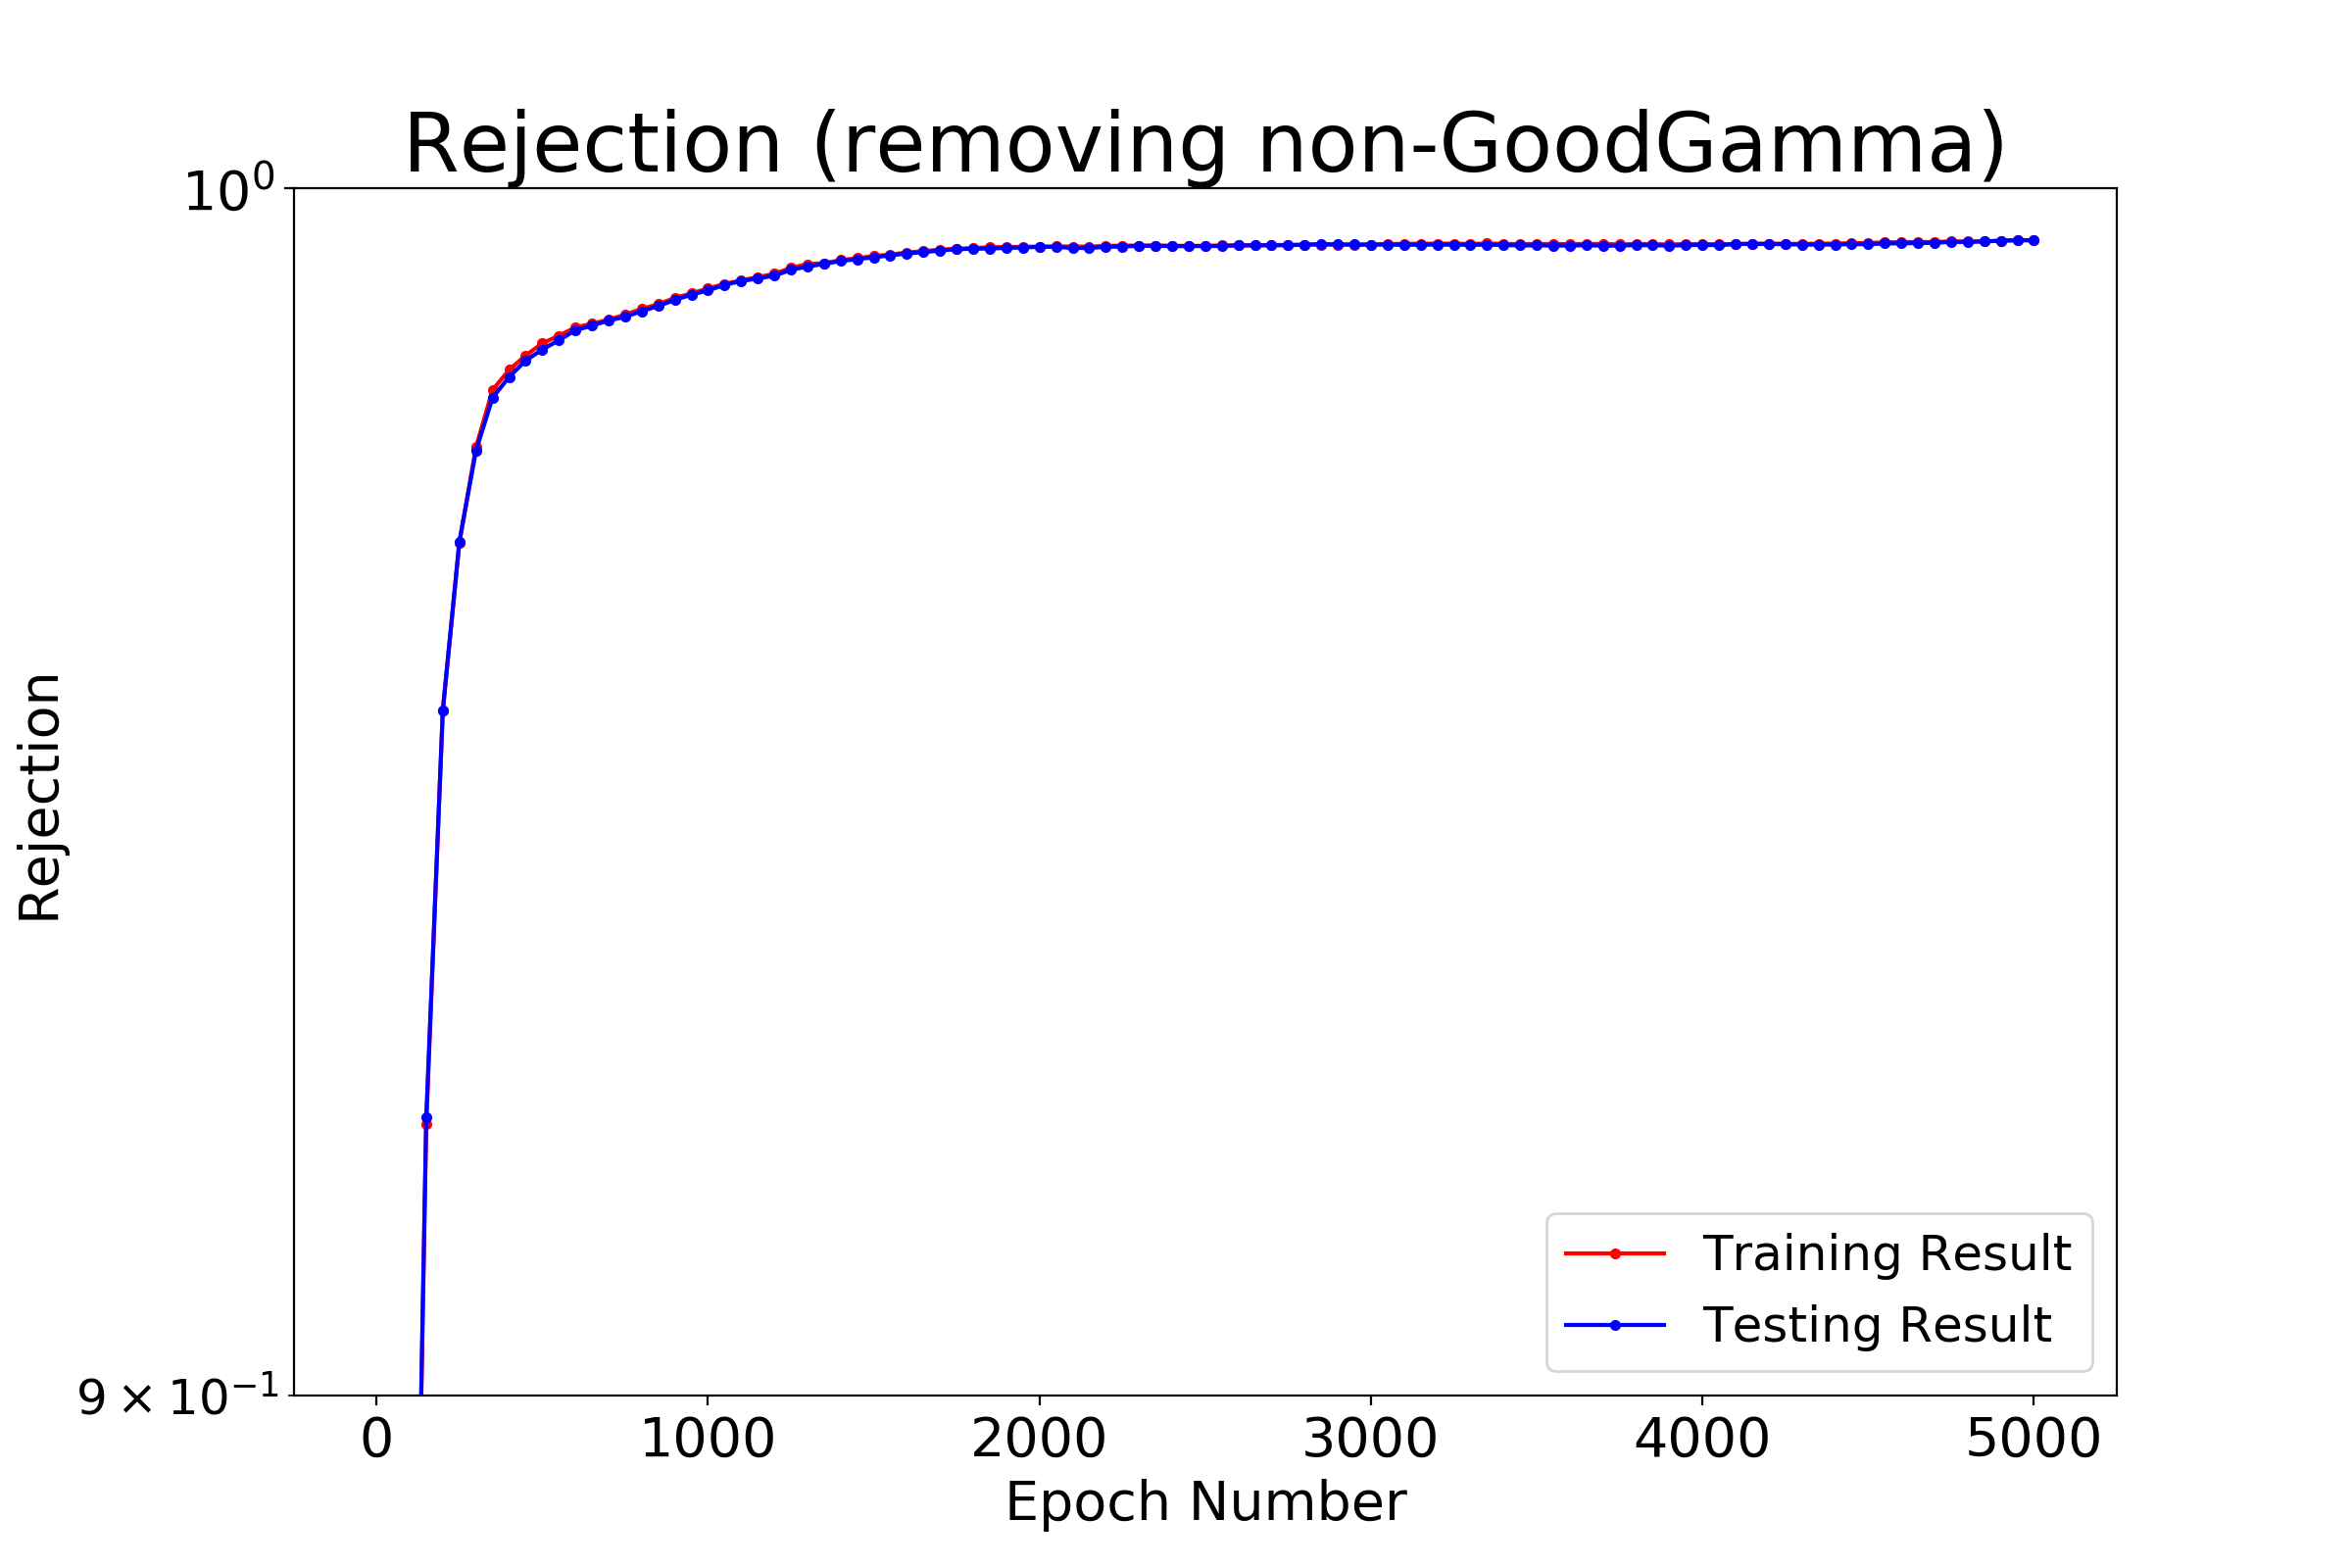 Rejection (removing non-GoodGamma)
10⁰
Rejection
9 × 10⁻¹
0 1000 2000 3000 4000 5000
Epoch Number
Training Result
Testing Result